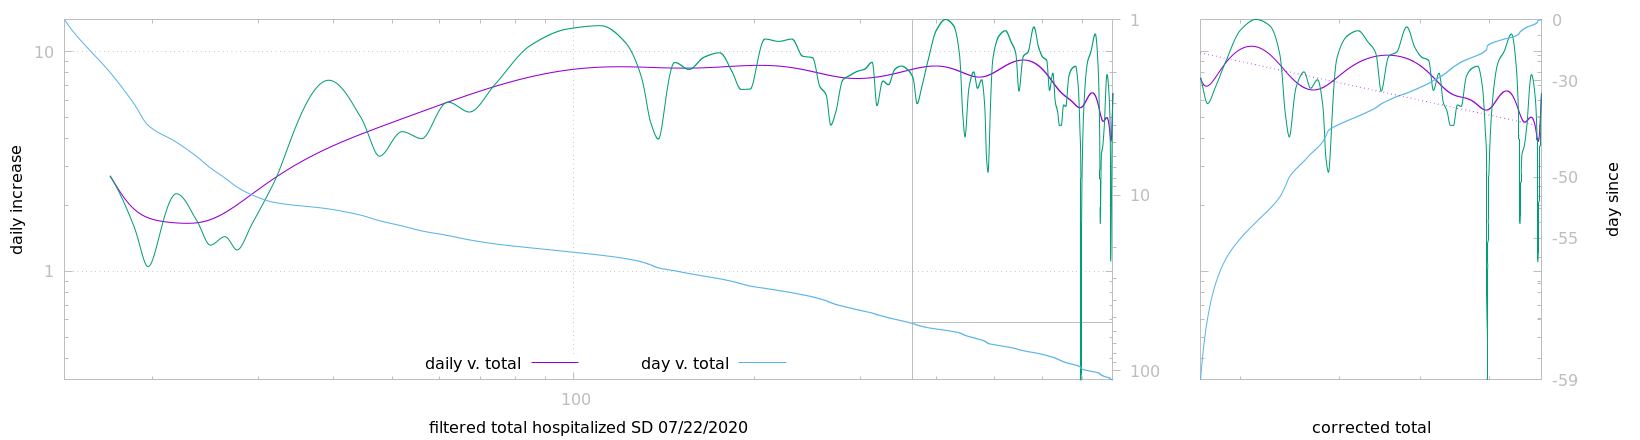 10
1
daily increase
daily v. total
day v. total
100
filtered total hospitalized SD 07/22/2020
1
10
100
0
-30
-50
-55
-59
day since
corrected total